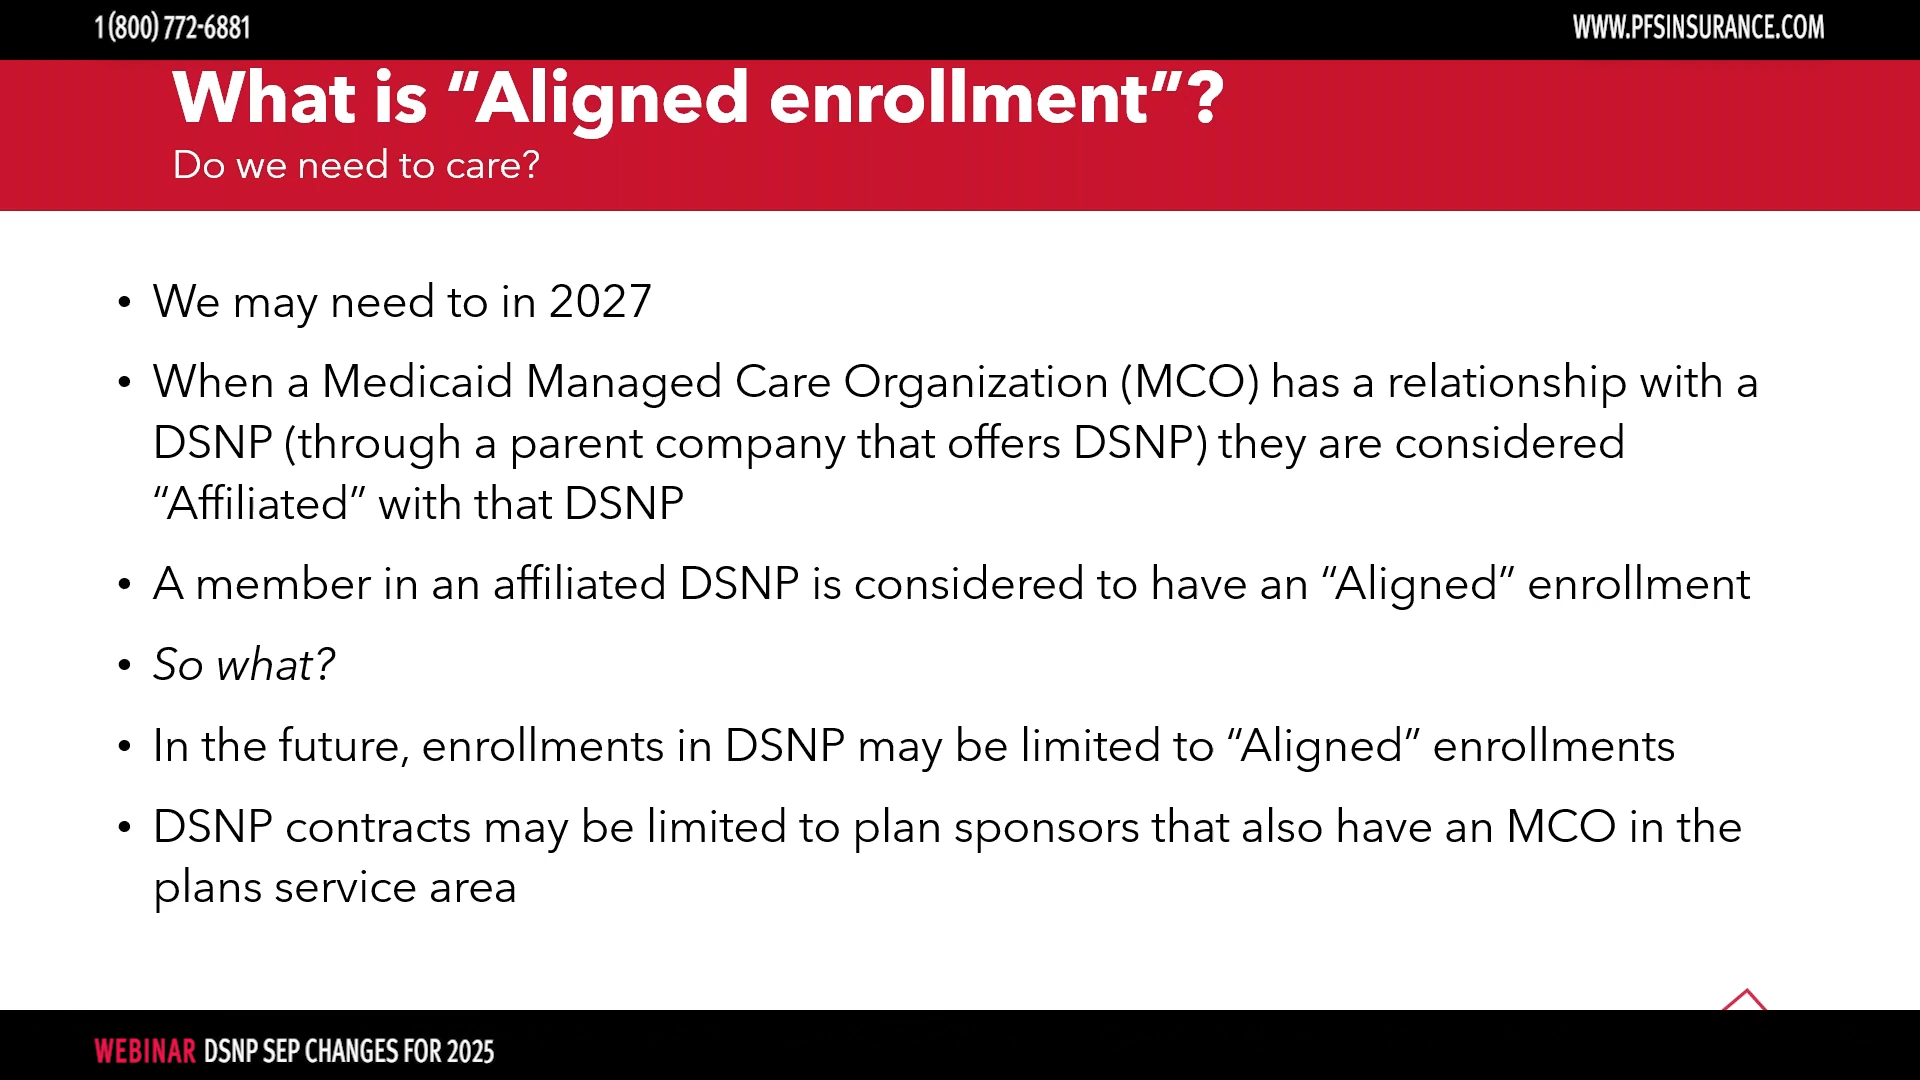 1 (800) 772-6881
WWW.PFSINSURANCE.COM
What is “Aligned enrollment”?
Do we need to care?
• We may need to in 2027
• When a Medicaid Managed Care Organization (MCO) has a relationship with a
DSNP (through a parent company that offers DSNP) they are considered
“Affiliated” with that DSNP
• A member in an affiliated DSNP is considered to have an “Aligned” enrollment
• So what?
• In the future, enrollments in DSNP may be limited to “Aligned” enrollments
• DSNP contracts may be limited to plan sponsors that also have an MCO in the
plans service area
WEBINAR DSNP SEP CHANGES FOR 2025